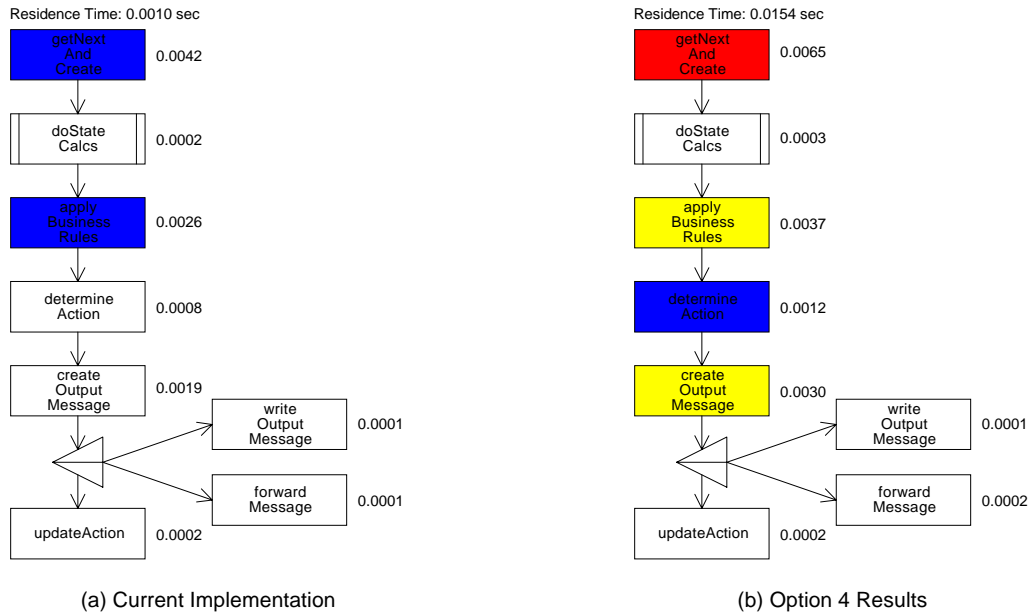 Residence Time: 0.0010 sec
getNext
And
Create
0.0042
doState
Calcs
0.0002
apply
Business
Rules
0.0026
determine
Action
0.0008
create
Output
Message
0.0019
write
Output
Message
0.0001
forward
Message
0.0001
updateAction
0.0002
(a) Current Implementation
Residence Time: 0.0154 sec
getNext
And
Create
0.0065
doState
Calcs
0.0003
apply
Business
Rules
0.0037
determine
Action
0.0012
create
Output
Message
0.0030
write
Output
Message
0.0001
forward
Message
0.0002
updateAction
0.0002
(b) Option 4 Results